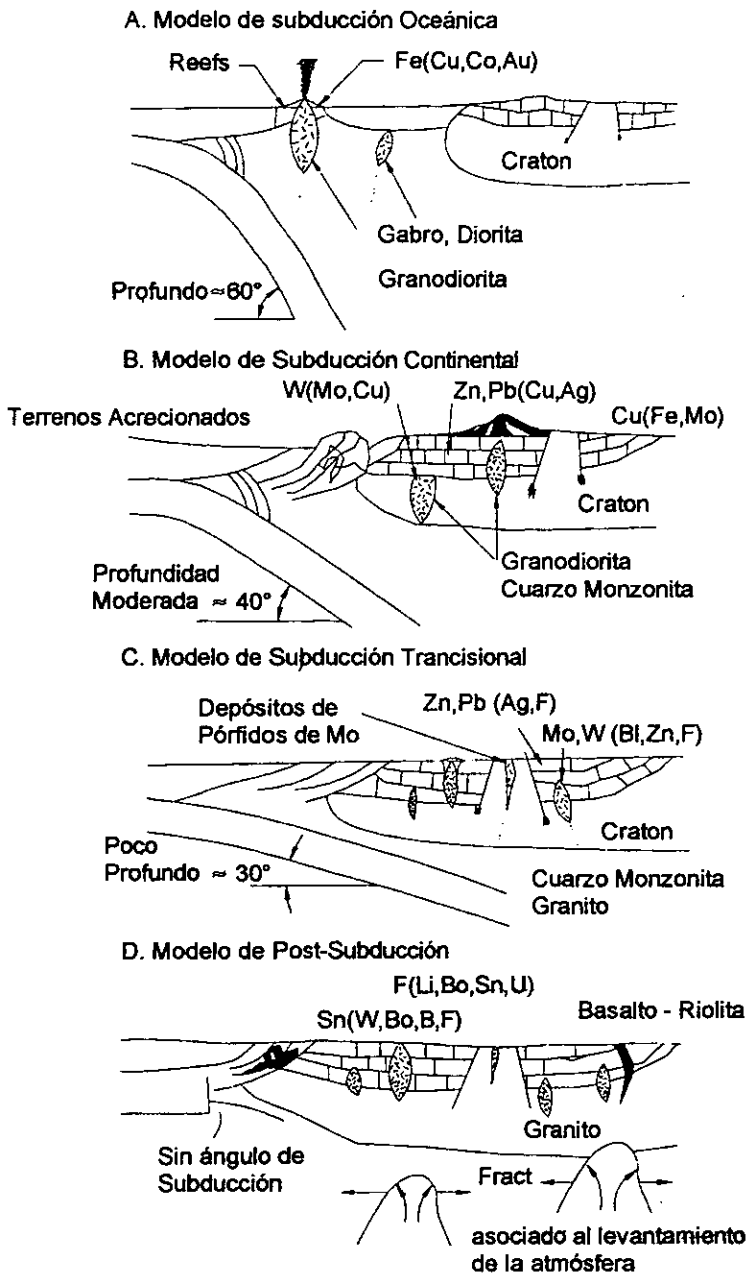 A. Modelo de subducción Oceánica
Reefs
Fe(Cu,Co,Au)
Craton
Gabro, Diorita
Granodiorita
Profundo≈60°
B. Modelo de Subducción Continental
W(Mo,Cu)
Zn,Pb(Cu,Ag)
Terrenos Acrecionados
Cu(Fe,Mo)
Craton
Granodiorita
Cuarzo Monzonita
Profundidad
Moderada ≈ 40°
C. Modelo de Subducción Trancisional
Depósitos de
Pórfidos de Mo
Zn,Pb (Ag,F)
Mo,W (BI,Zn,F)
Craton
Poco
Profundo ≈ 30°
Cuarzo Monzonita
Granito
D. Modelo de Post-Subducción
F(Li,Bo,Sn,U)
Sn(W,Bo,B,F)
Basalto - Riolita
Granito
Sin ángulo de
Subducción
Fract
asociado al levantamiento
de la atmósfera